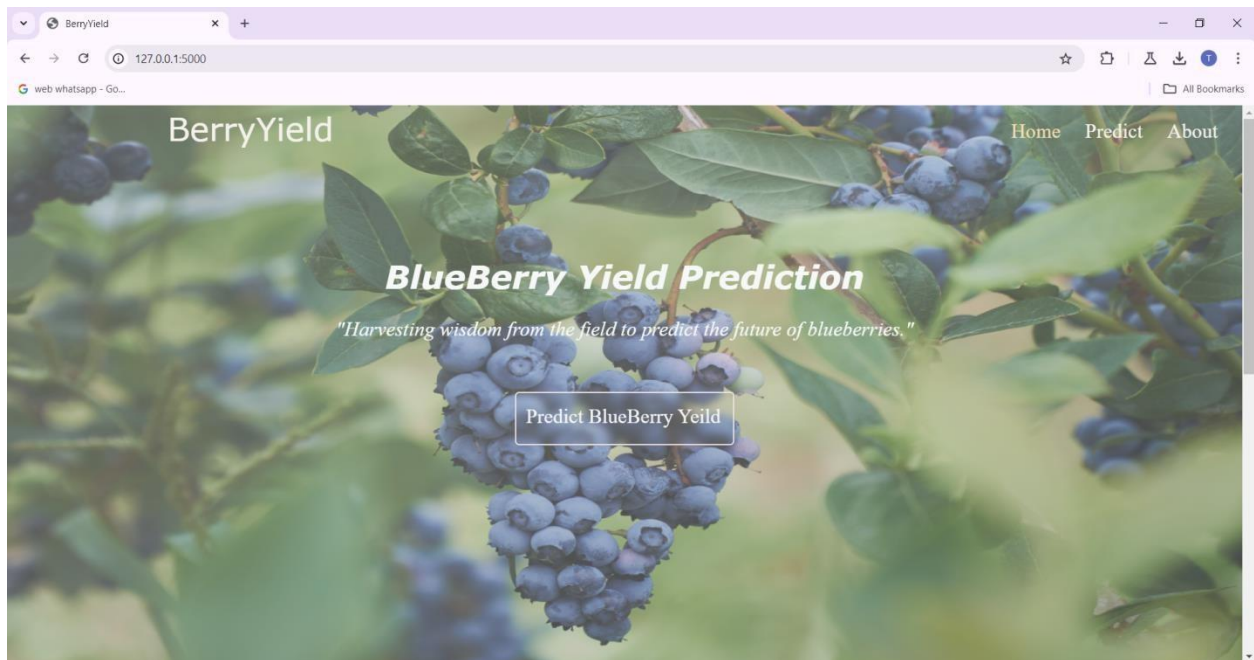 BerryYield
127.0.0.1:5000
G web whatsapp - Go...
All Bookmarks
BerryYield
Home Predict About
BlueBerry Yield Prediction
"Harvesting wisdom from the field to predict the future of blueberries."
Predict BlueBerry Yeild